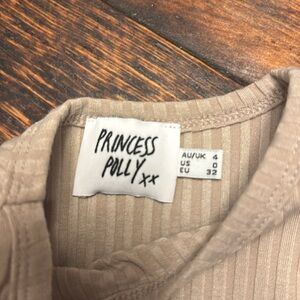 PRINCESS
POLLY xx
AU/UK 4
US 0
EU 32